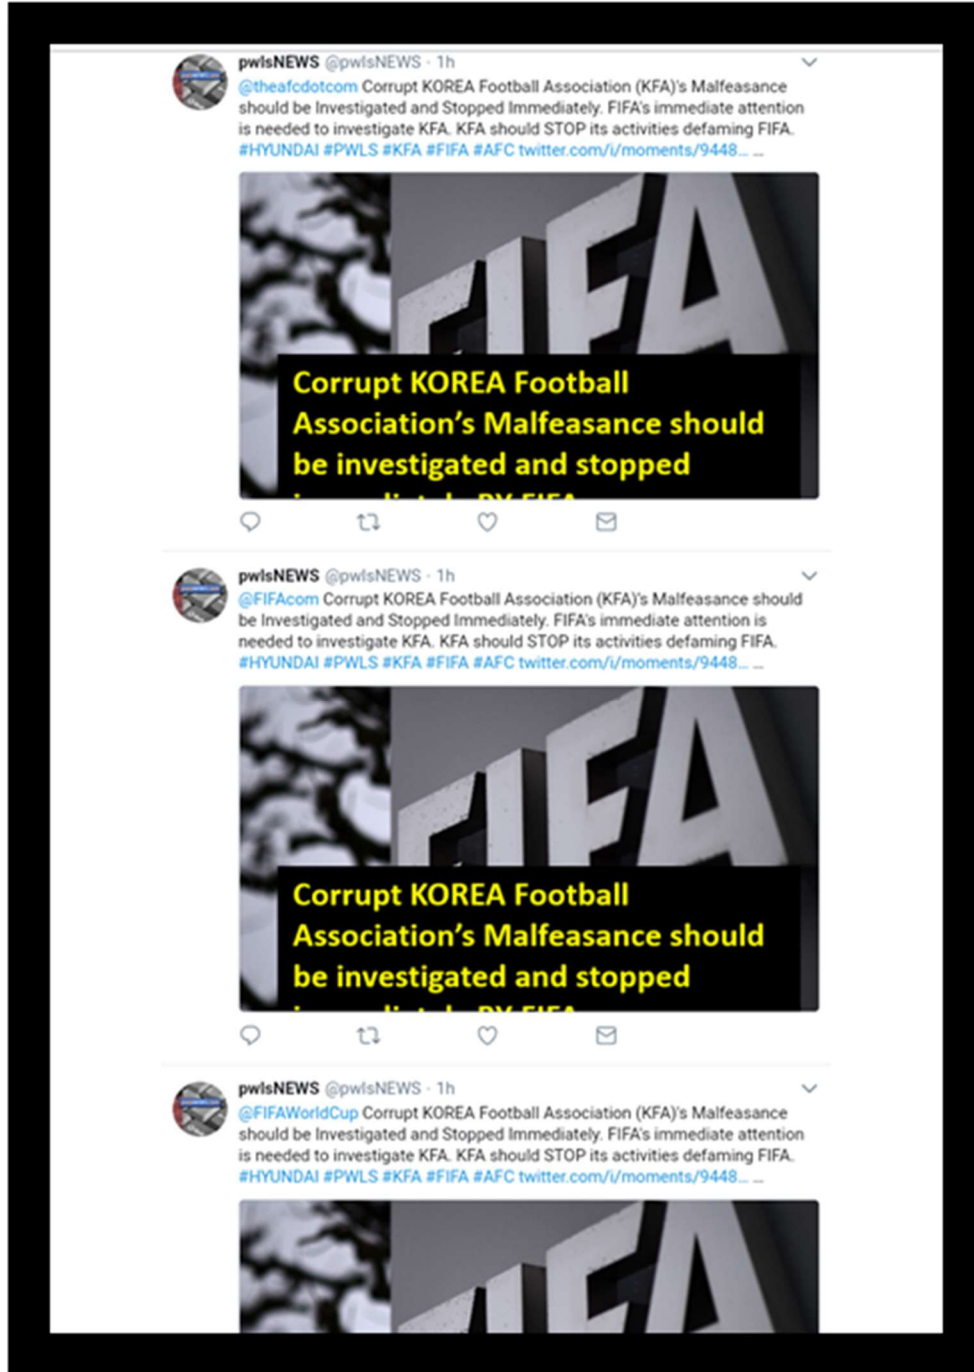 pwlsNEWS @pwlsNEWS · 1h
@theafcdotcom Corrupt KOREA Football Association (KFA)'s Malfeasance
should be Investigated and Stopped Immediately. FIFA's immediate attention
is needed to investigate KFA. KFA should STOP its activities defaming FIFA.
#HYUNDAI #PWLS #KFA #FIFA #AFC twitter.com/i/moments/9448... ...
FIFA
Corrupt KOREA Football
Association's Malfeasance should
be investigated and stopped
immediately BY FIFA
pwlsNEWS @pwlsNEWS · 1h
@FIFAcom Corrupt KOREA Football Association (KFA)'s Malfeasance should
be Investigated and Stopped Immediately. FIFA's immediate attention is
needed to investigate KFA. KFA should STOP its activities defaming FIFA.
#HYUNDAI #PWLS #KFA #FIFA #AFC twitter.com/i/moments/9448... ...
FIFA
Corrupt KOREA Football
Association's Malfeasance should
be investigated and stopped
immediately BY FIFA
pwlsNEWS @pwlsNEWS · 1h
@FIFAWorldCup Corrupt KOREA Football Association (KFA)'s Malfeasance
should be Investigated and Stopped Immediately. FIFA's immediate attention
is needed to investigate KFA. KFA should STOP its activities defaming FIFA.
#HYUNDAI #PWLS #KFA #FIFA #AFC twitter.com/i/moments/9448... ...
FIFA